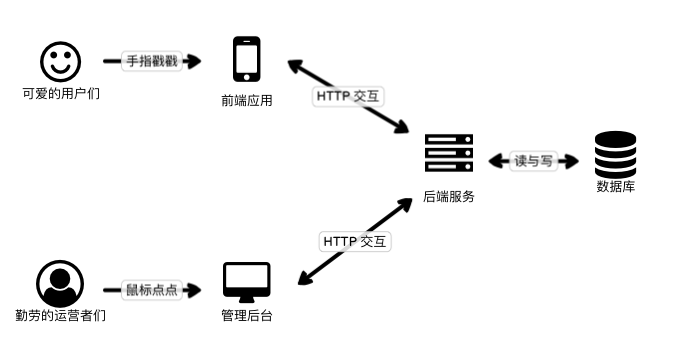 手指戳戳
可爱的用户们
前端应用
HTTP 交互
读与写
后端服务
数据库
HTTP 交互
鼠标点点
勤劳的运营者们
管理后台